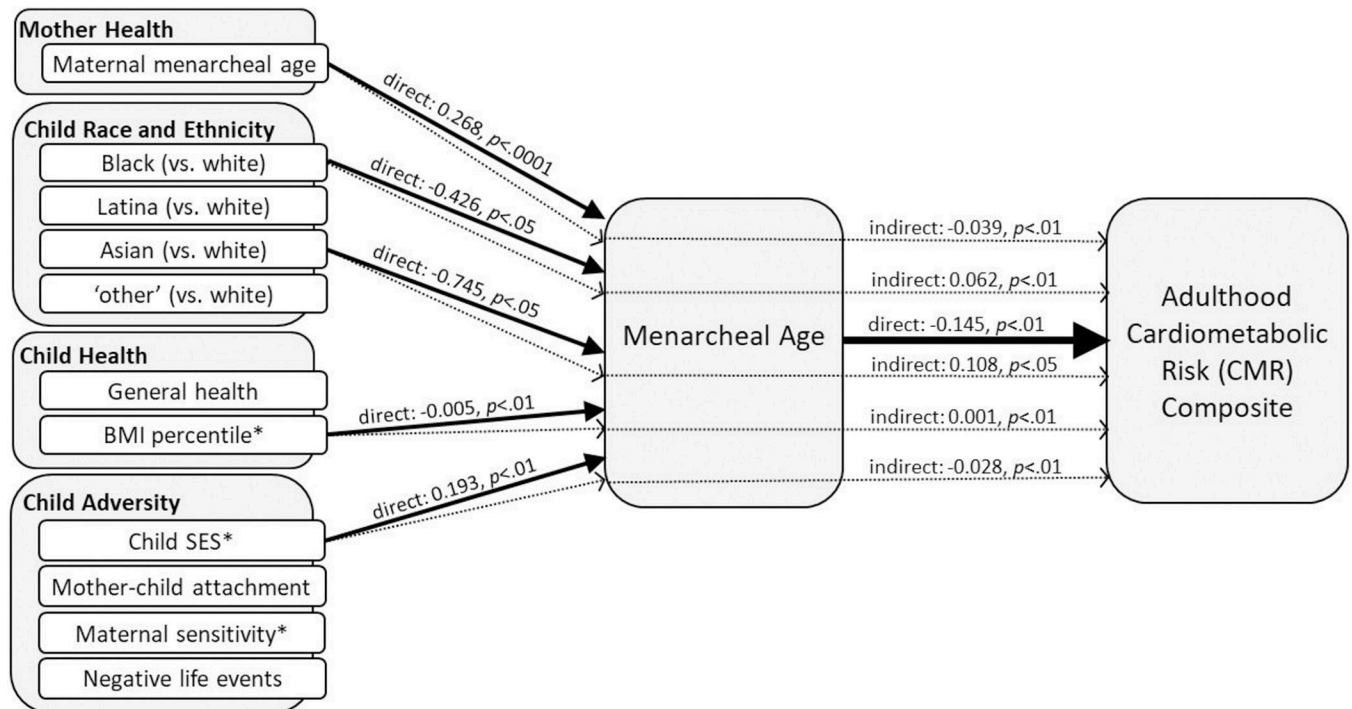 Mother Health
Maternal menarcheal age
Child Race and Ethnicity
Black (vs. white)
Latina (vs. white)
Asian (vs. white)
‘other’ (vs. white)
Child Health
General health
BMI percentile*
Child Adversity
Child SES*
Mother-child attachment
Maternal sensitivity*
Negative life events
direct: 0.268, p<.0001
direct: -0.426, p<.05
direct: -0.745, p<.05
direct: -0.005, p<.01
direct: 0.193, p<.01
Menarcheal Age
indirect: -0.039, p<.01
indirect: 0.062, p<.01
direct: -0.145, p<.01
indirect: 0.108, p<.05
indirect: 0.001, p<.01
indirect: -0.028, p<.01
Adulthood
Cardiometabolic
Risk (CMR)
Composite